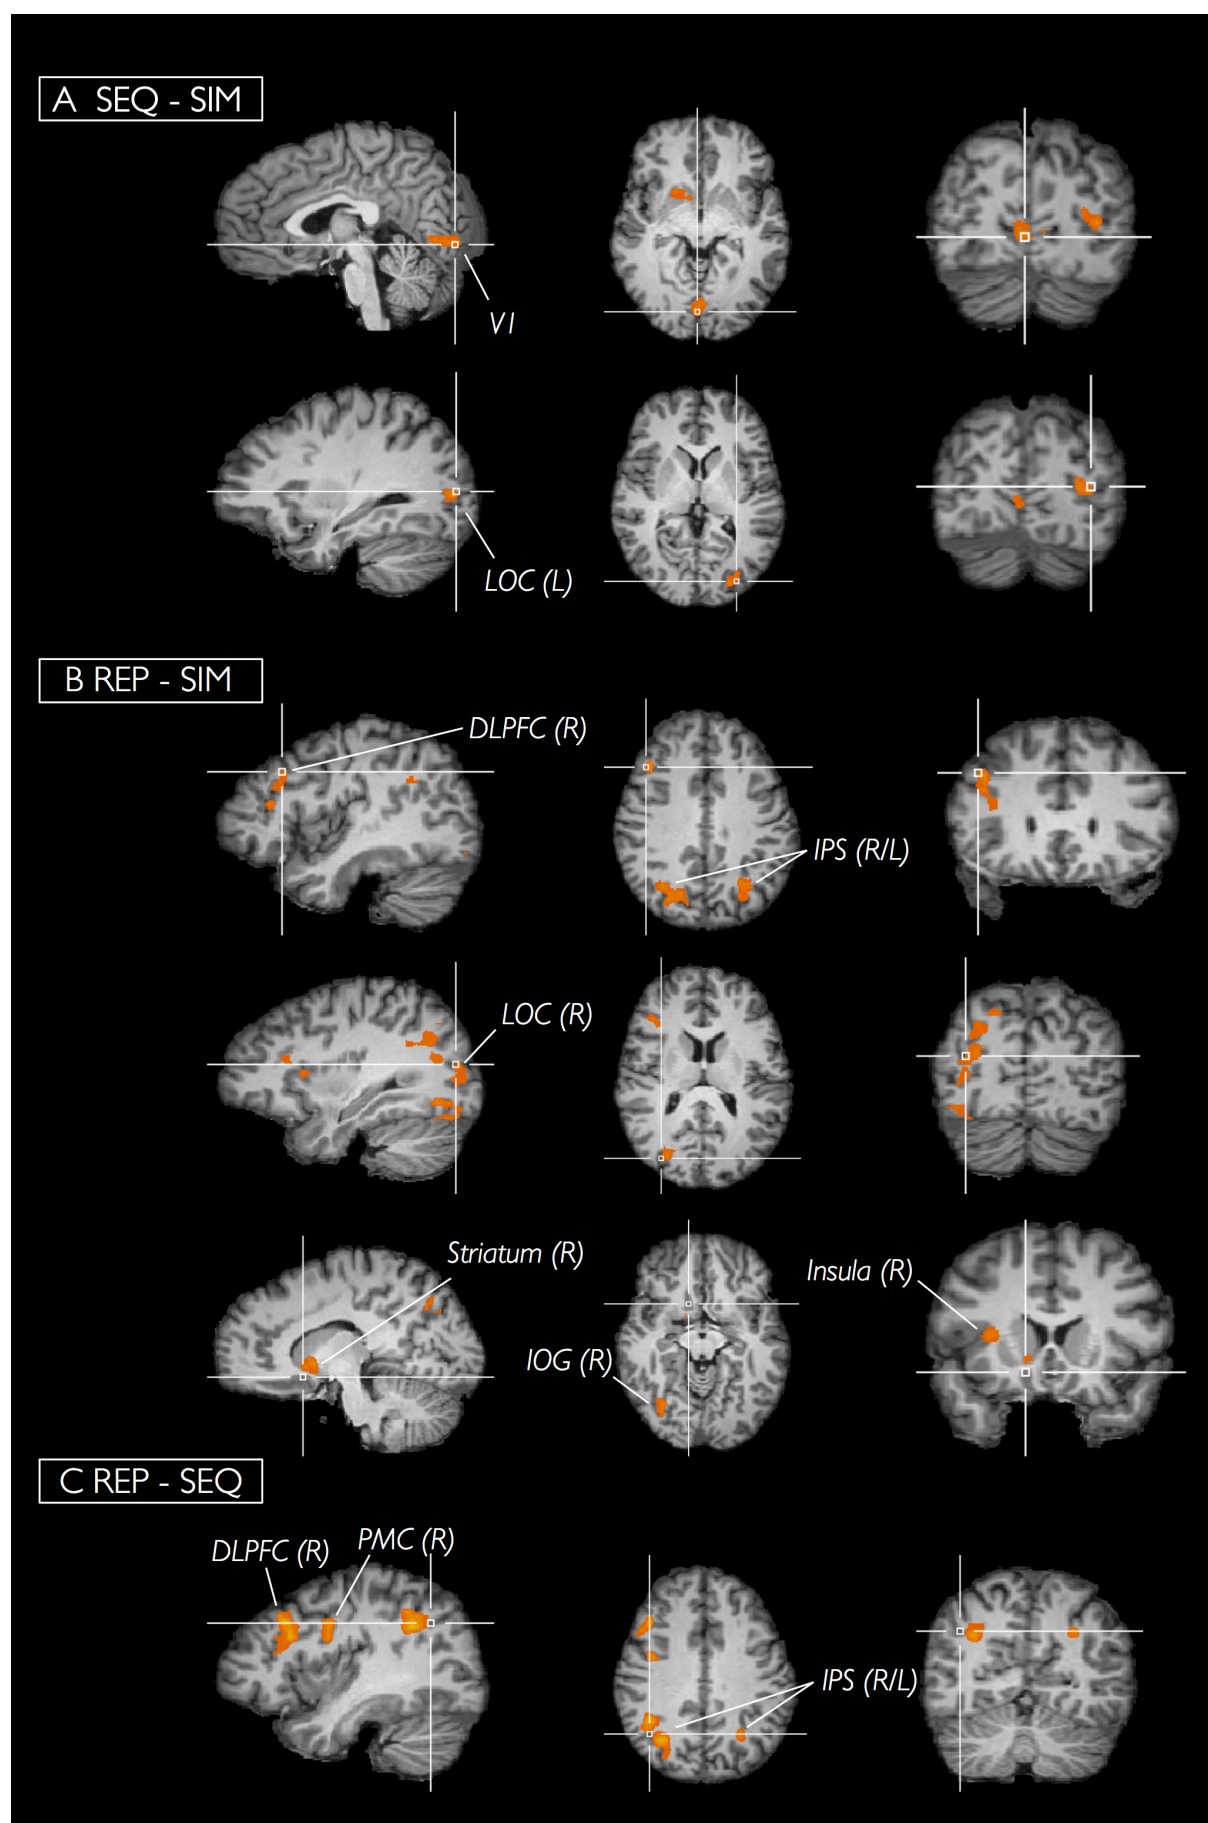 A SEQ - SIM
V1
LOC (L)
B REP - SIM
DLPFC (R)
IPS (R/L)
LOC (R)
Striatum (R)
Insula (R)
IOG (R)
C REP - SEQ
PMC (R)
DLPFC (R)
IPS (R/L)